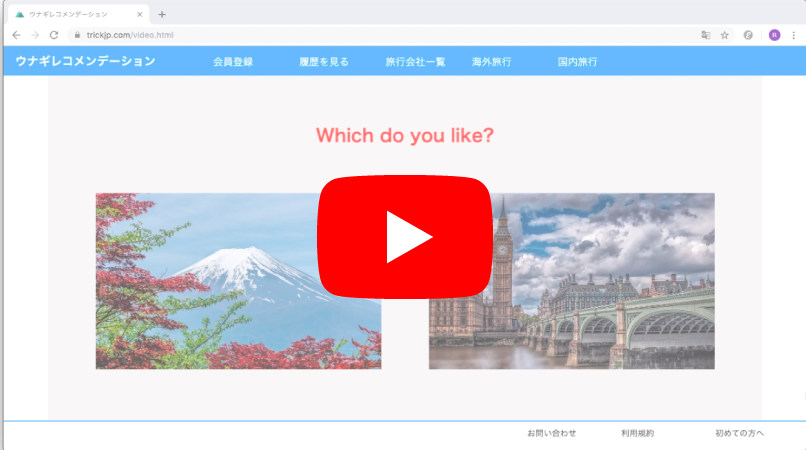 ウナギレコメンデーション
trickjp.com/video.html
R
ウナギレコメンデーション 会員登録 履歴を見る 旅行会社一覧 海外旅行 国内旅行
Which do you like?
お問い合わせ 利用規約 初めての方へ